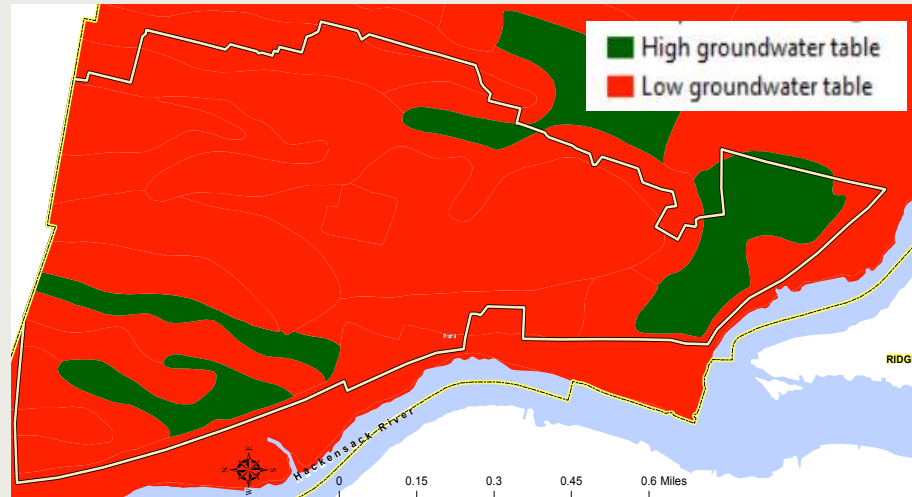 High groundwater table
Low groundwater table
RIDG
Hackensack River
E
N
S
W
0
0.15
0.3
0.45
0.6 Miles